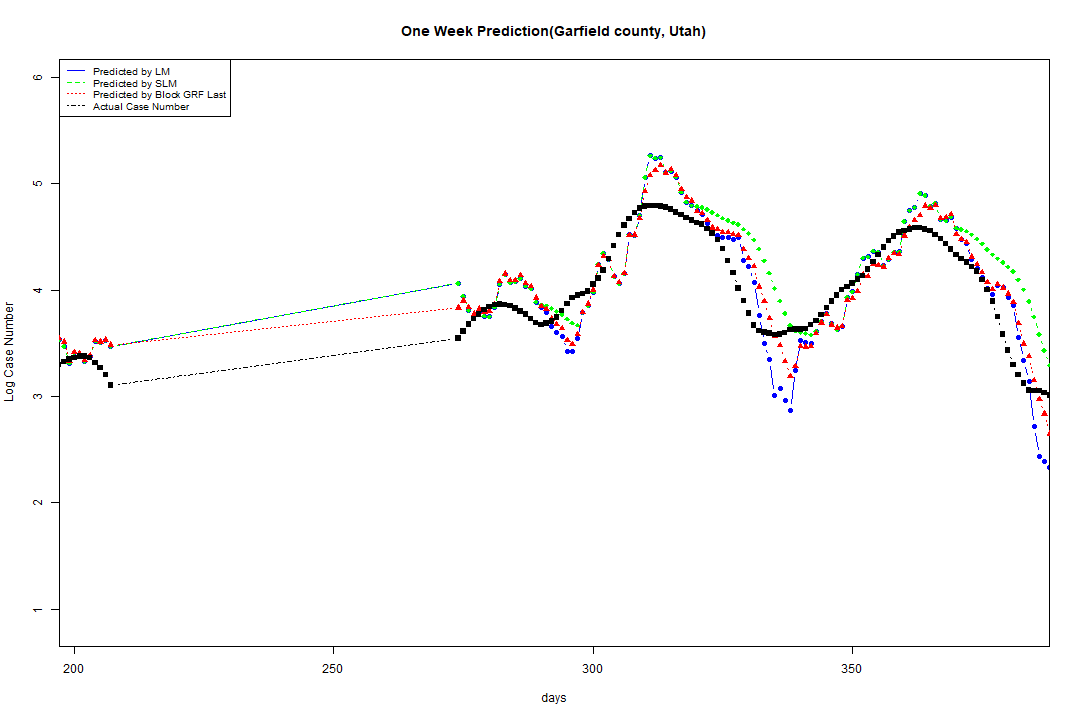 One Week Prediction(Garfield county, Utah)
Predicted by LM
Predicted by SLM
Predicted by Block GRF Last
Actual Case Number
6
5
4
3
2
1
Log Case Number
200 250 300 350
days